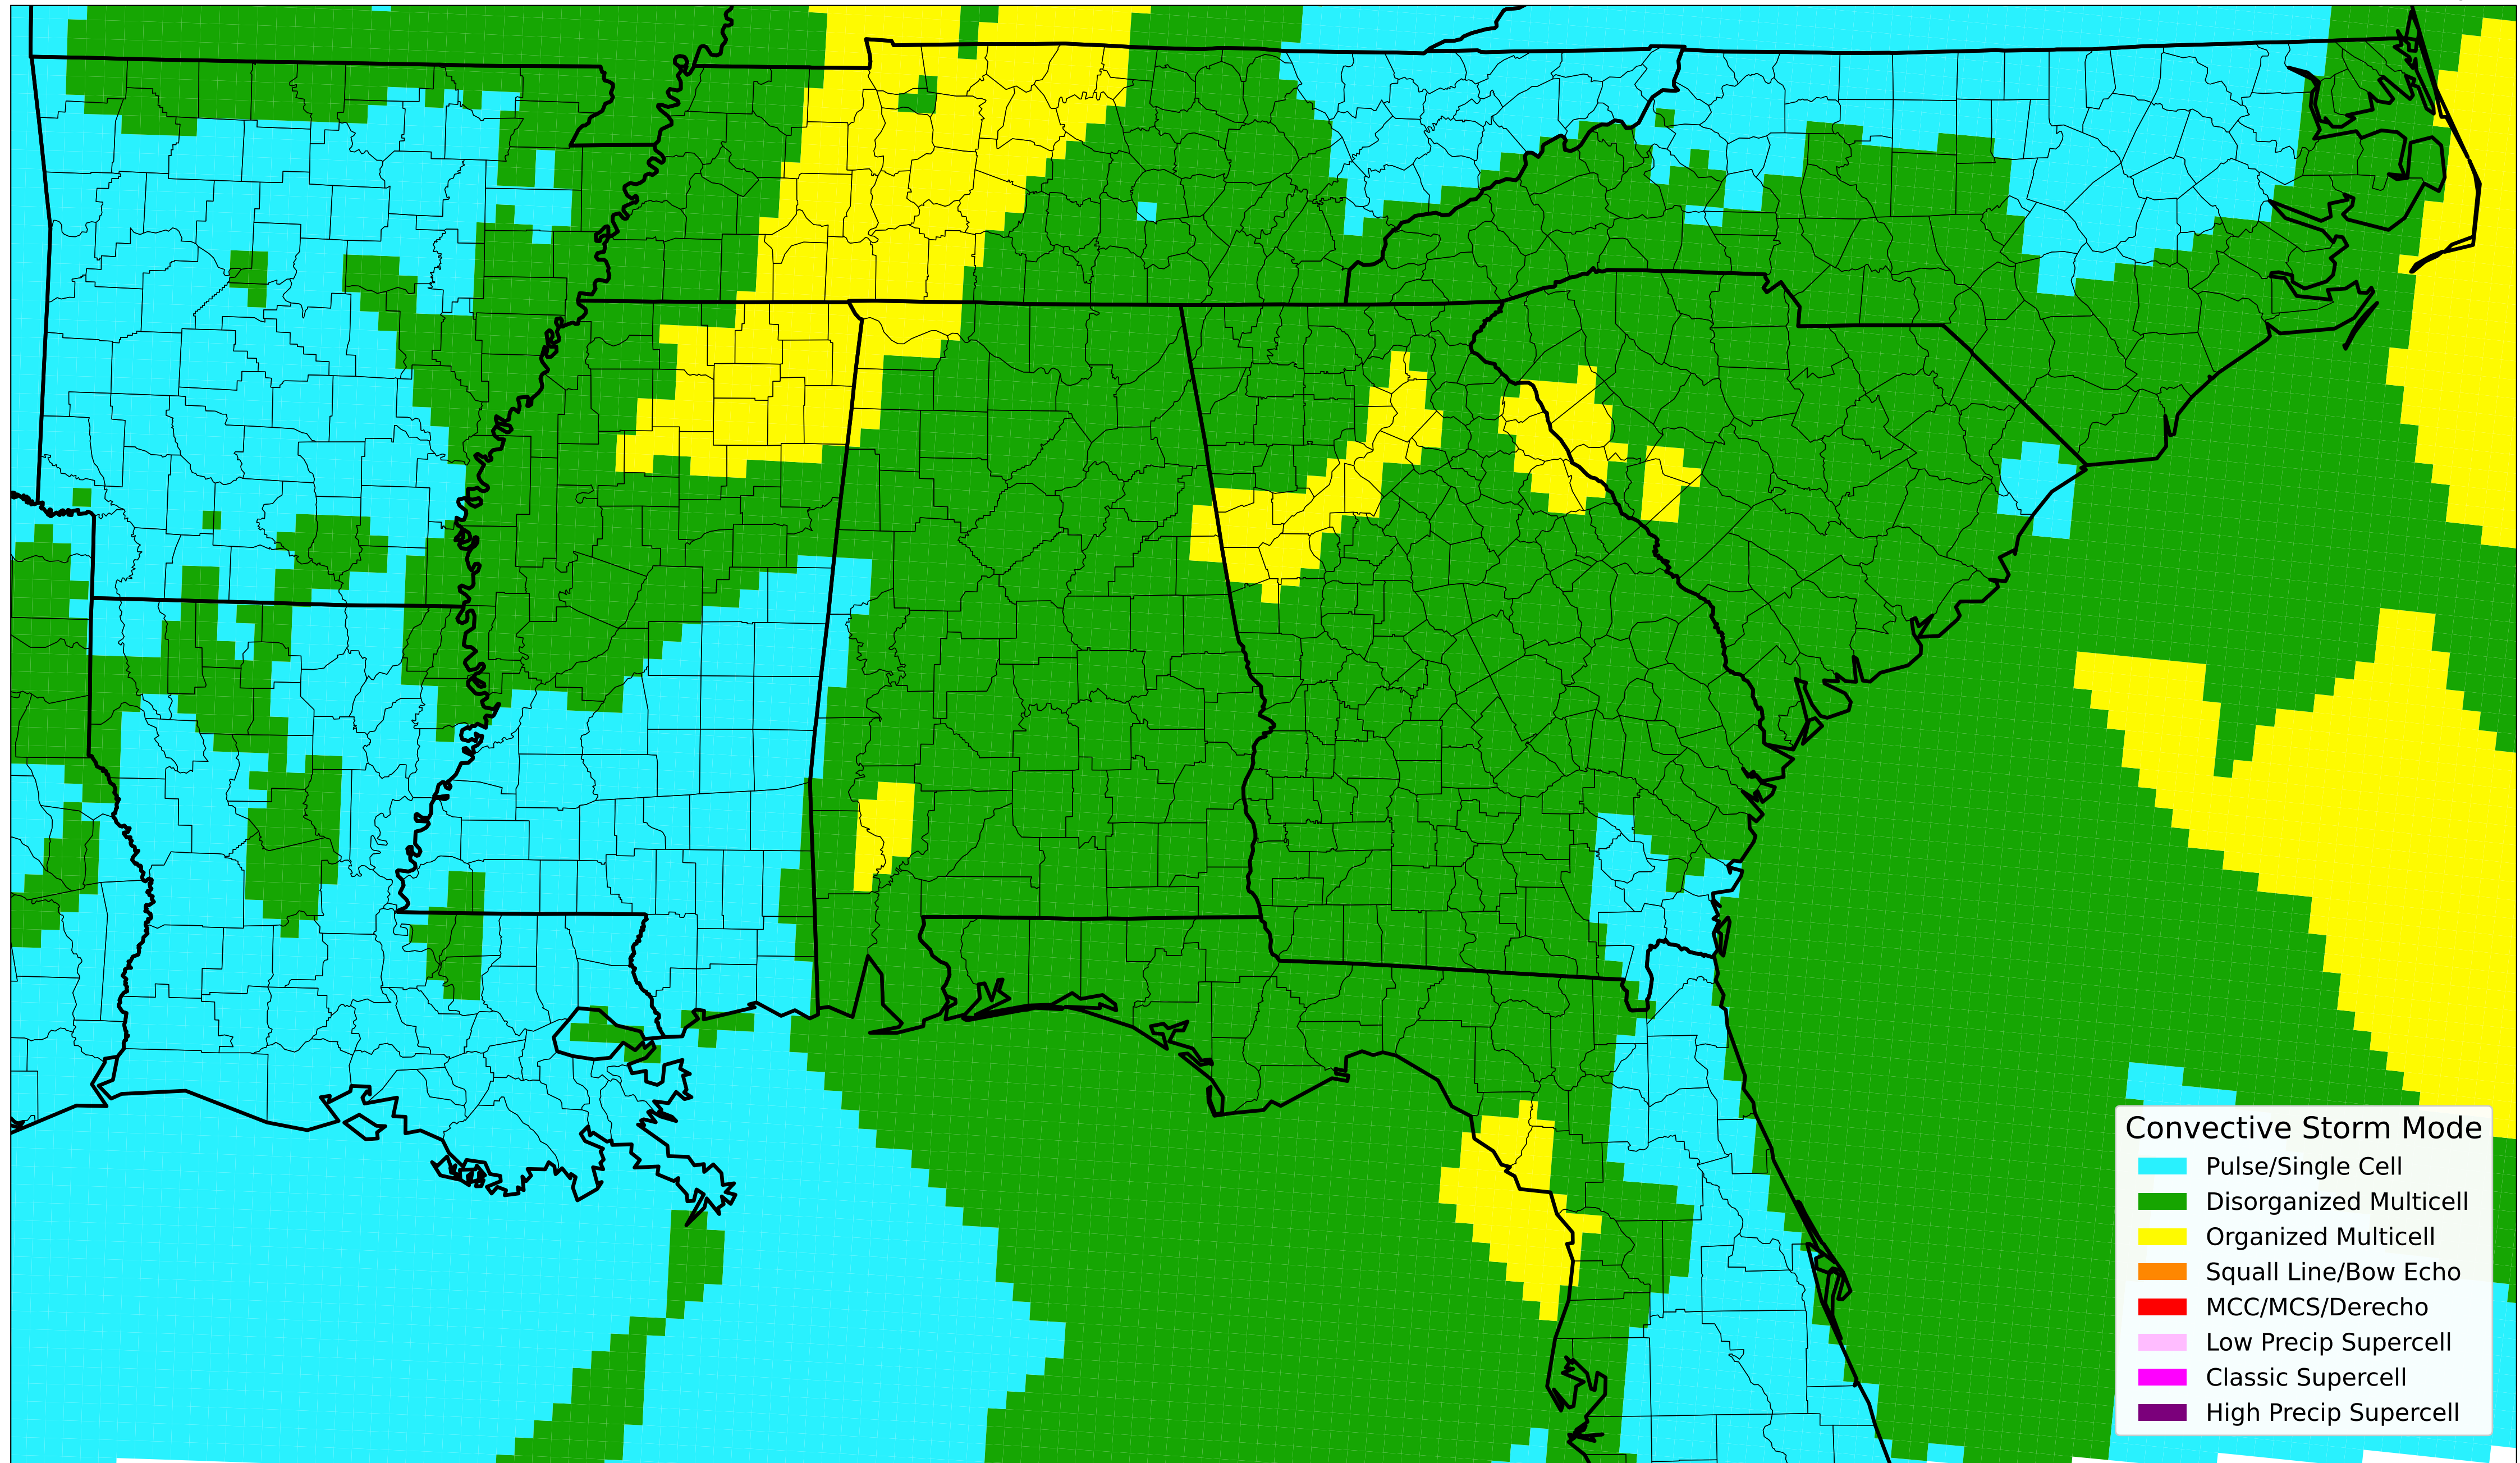 Convective Storm Mode
Pulse/Single Cell
Disorganized Multicell
Organized Multicell
Squall Line/Bow Echo
MCC/MCS/Derecho
Low Precip Supercell
Classic Supercell
High Precip Supercell